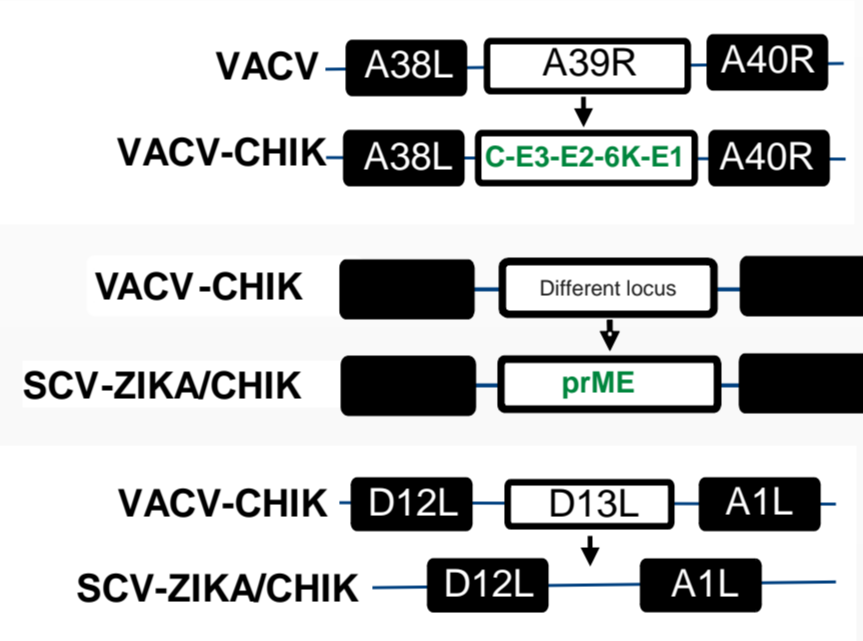 VACV A38L A39R A40R
VACV-CHIK A38L C-E3-E2-6K-E1 A40R
VACV-CHIK Different locus
SCV-ZIKA/CHIK prME
VACV-CHIK D12L D13L A1L
SCV-ZIKA/CHIK D12L A1L